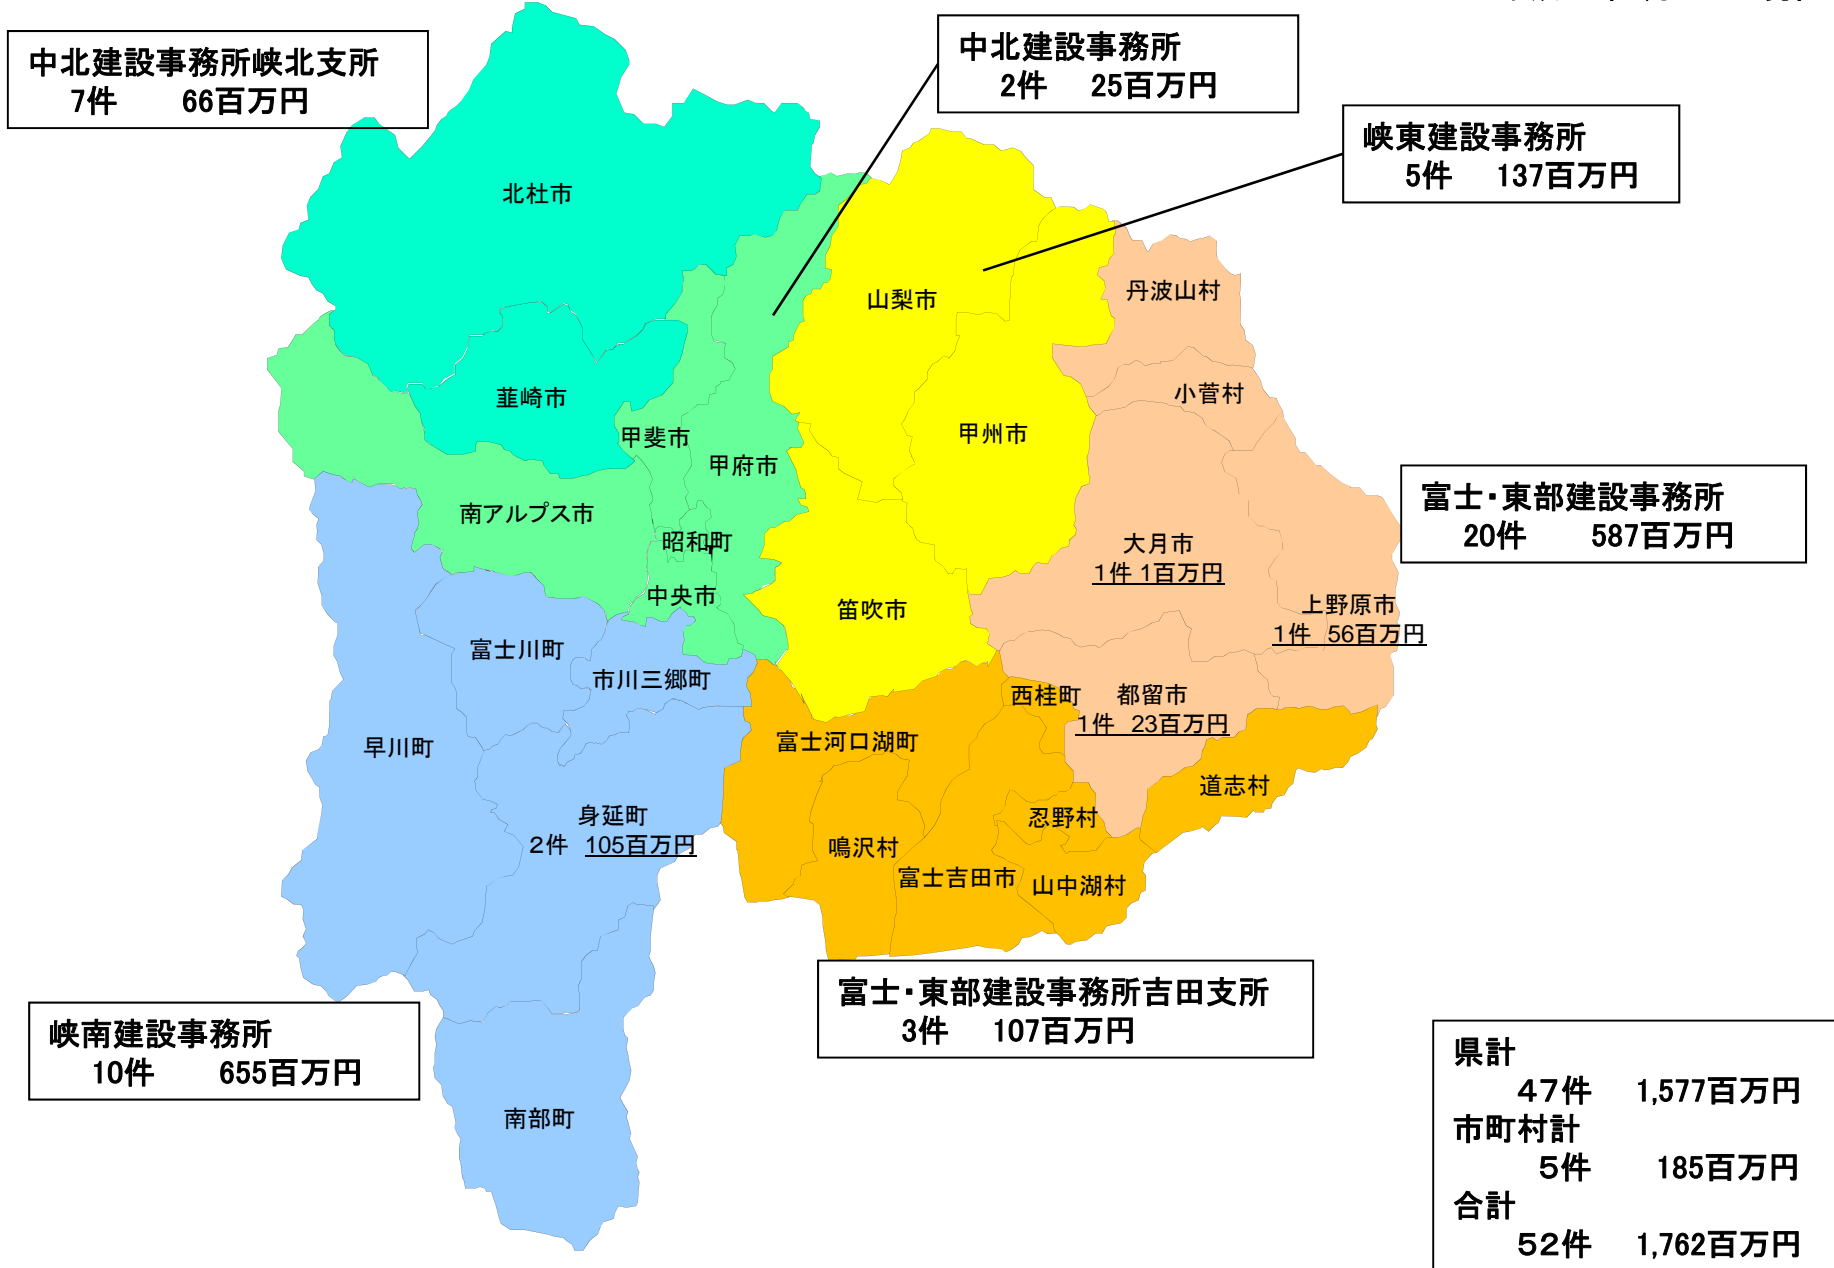 中北建設事務所峡北支所
7件 66百万円
中北建設事務所
2件 25百万円
峡東建設事務所
5件 137百万円
北杜市
丹波山村
山梨市
小菅村
韮崎市
甲斐市
甲州市
甲府市
南アルプス市
富士・東部建設事務所
20件 587百万円
昭和町
大月市
1件 1百万円
中央市
笛吹市
上野原市
1件 56百万円
富士川町
市川三郷町
西桂町
都留市
1件 23百万円
早川町
富士河口湖町
道志村
身延町
2件 105百万円
忍野村
鳴沢村
富士吉田市
山中湖村
富士・東部建設事務所吉田支所
3件 107百万円
峡南建設事務所
10件 655百万円
南部町
県計
47件 1,577百万円
市町村計
5件 185百万円
合計
52件 1,762百万円